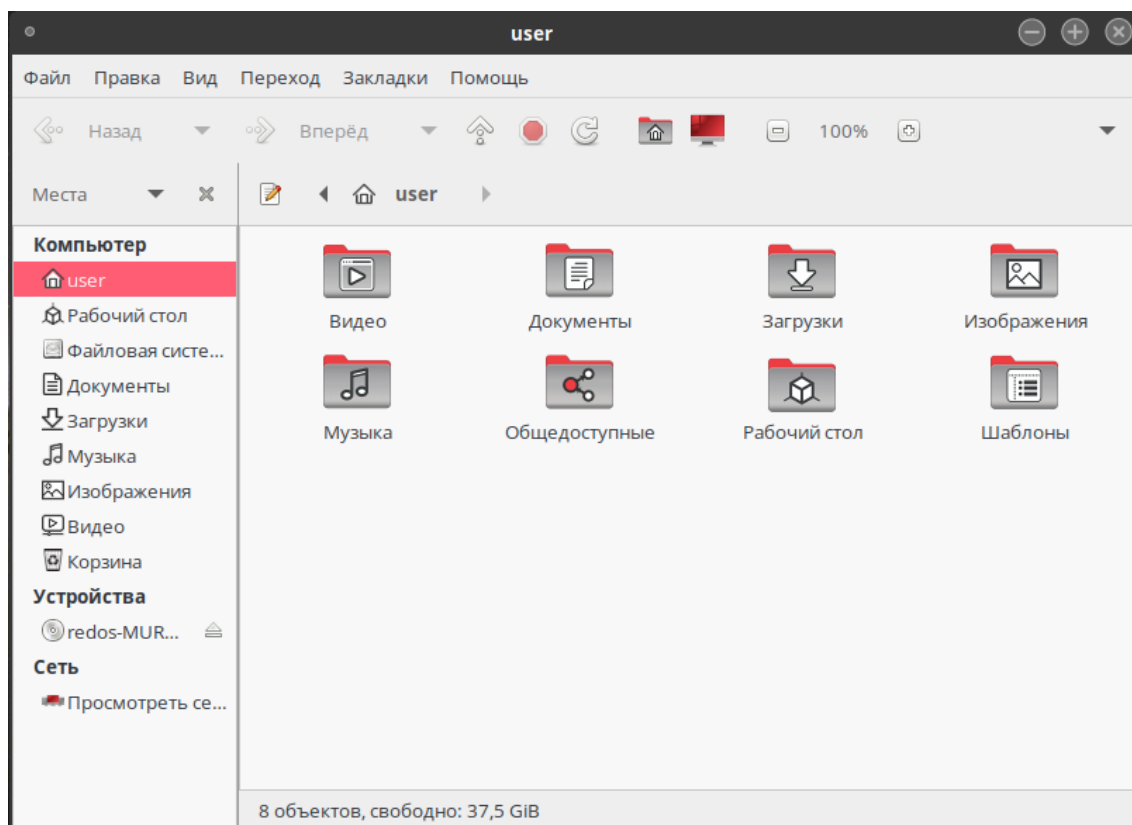 user
Файл Правка Вид Переход Закладки Помощь
Назад Вперёд 100%
Места user
Компьютер
user
Рабочий стол
Файловая систе...
Документы
Загрузки
Музыка
Изображения
Видео
Корзина
Устройства
redos-MUR...
Сеть
Просмотреть се...
Видео Документы Загрузки Изображения
Музыка Общедоступные Рабочий стол Шаблоны
8 объектов, свободно: 37,5 GiB